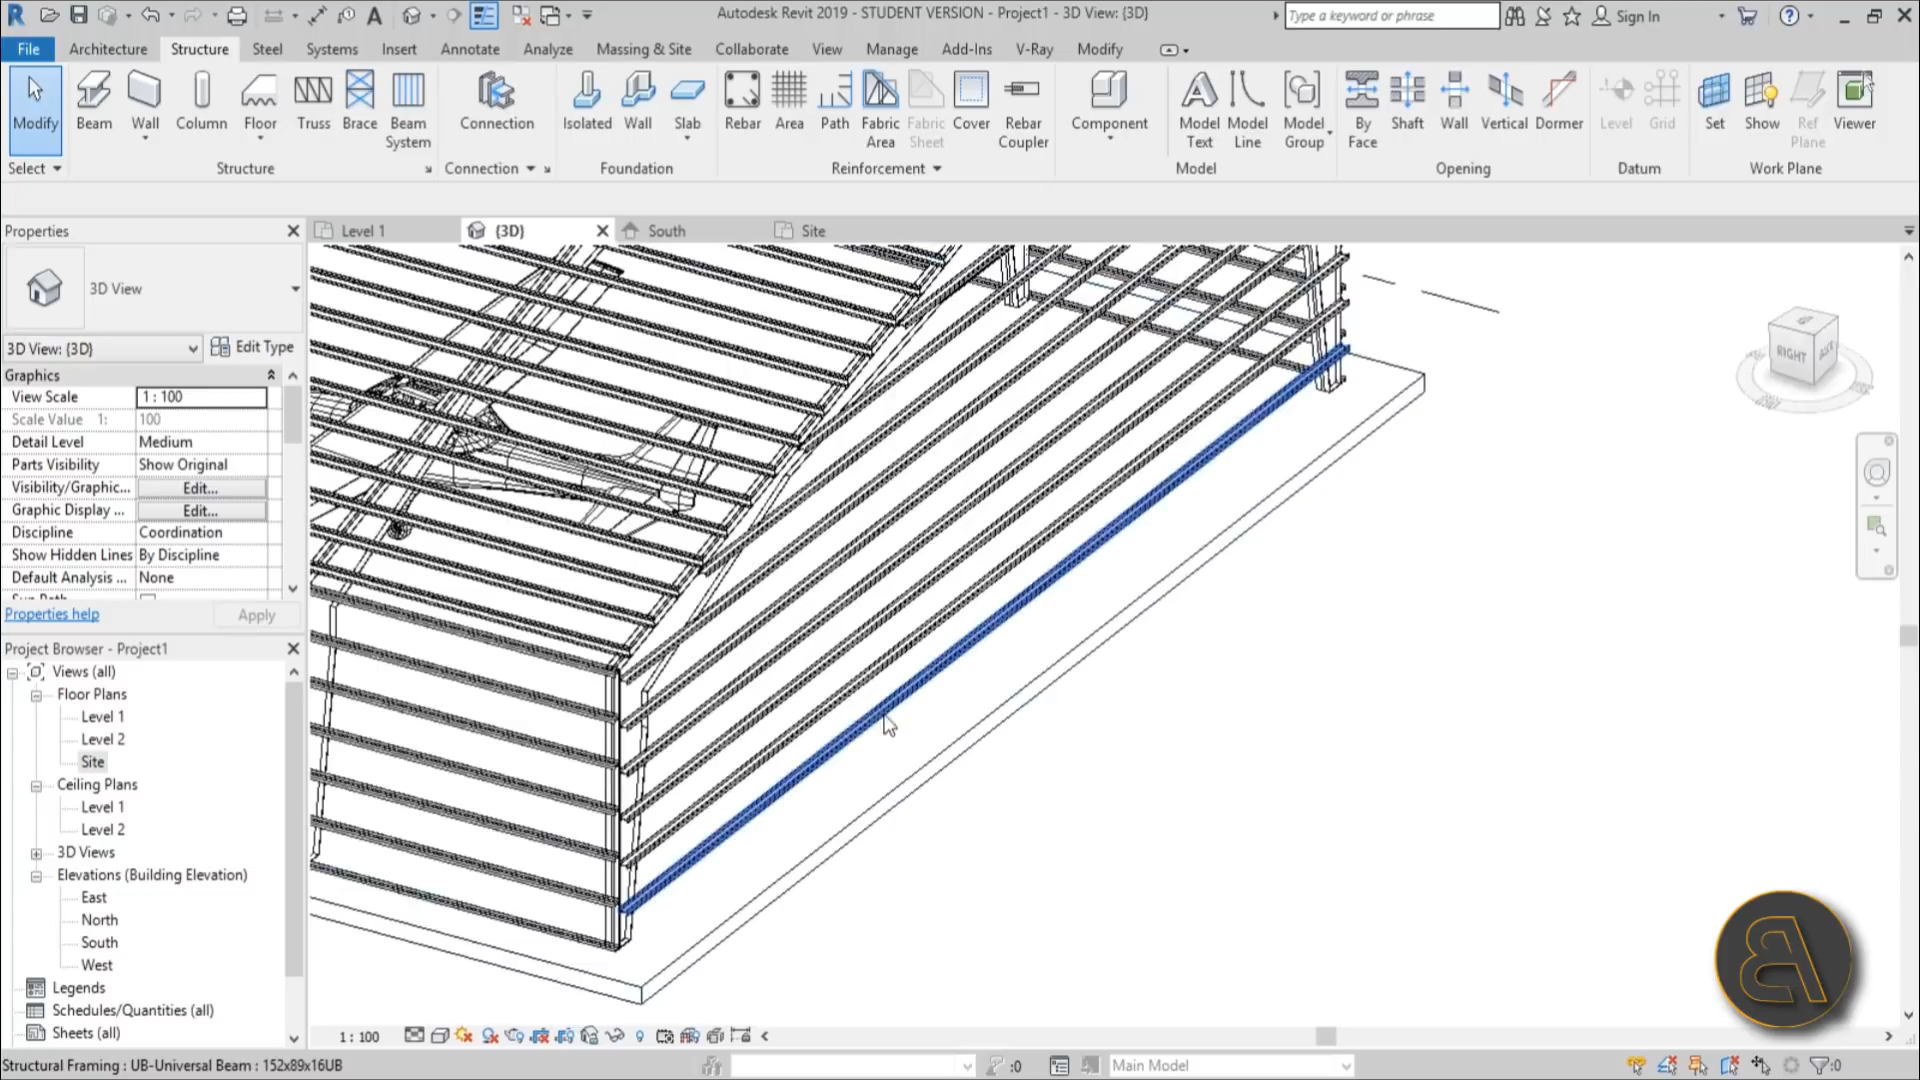 Autodesk Revit 2019 - STUDENT VERSION - Project1 - 3D View: {3D}
Type a keyword or phrase
Sign In
File Architecture Structure Steel Systems Insert Annotate Analyze Massing & Site Collaborate View Manage Add-Ins V-Ray Modify
Modify Beam Wall Column Floor Truss Brace Beam System Connection Isolated Wall Slab Rebar Area Path Fabric Area Fabric Sheet Cover Rebar Coupler Component Model Text Model Line Model Group By Face Shaft Wall Vertical Dormer Level Grid Set Show Ref Plane Viewer
Select Structure Connection Foundation Reinforcement Model Opening Datum Work Plane
Properties
Level 1 {3D} South Site
3D View
3D View: {3D} Edit Type
Graphics
View Scale 1 : 100
Scale Value 1: 100
Detail Level Medium
Parts Visibility Show Original
Visibility/Graphic... Edit...
Graphic Display ... Edit...
Discipline Coordination
Show Hidden Lines By Discipline
Default Analysis ... None
Properties help Apply
Project Browser - Project1
Views (all)
Floor Plans
Level 1
Level 2
Site
Ceiling Plans
Level 1
Level 2
3D Views
Elevations (Building Elevation)
East
North
South
West
Legends
Schedules/Quantities (all)
Sheets (all)
RIGHT
1 : 100
Structural Framing : UB-Universal Beam : 152x89x16UB
:0
Main Model
:0